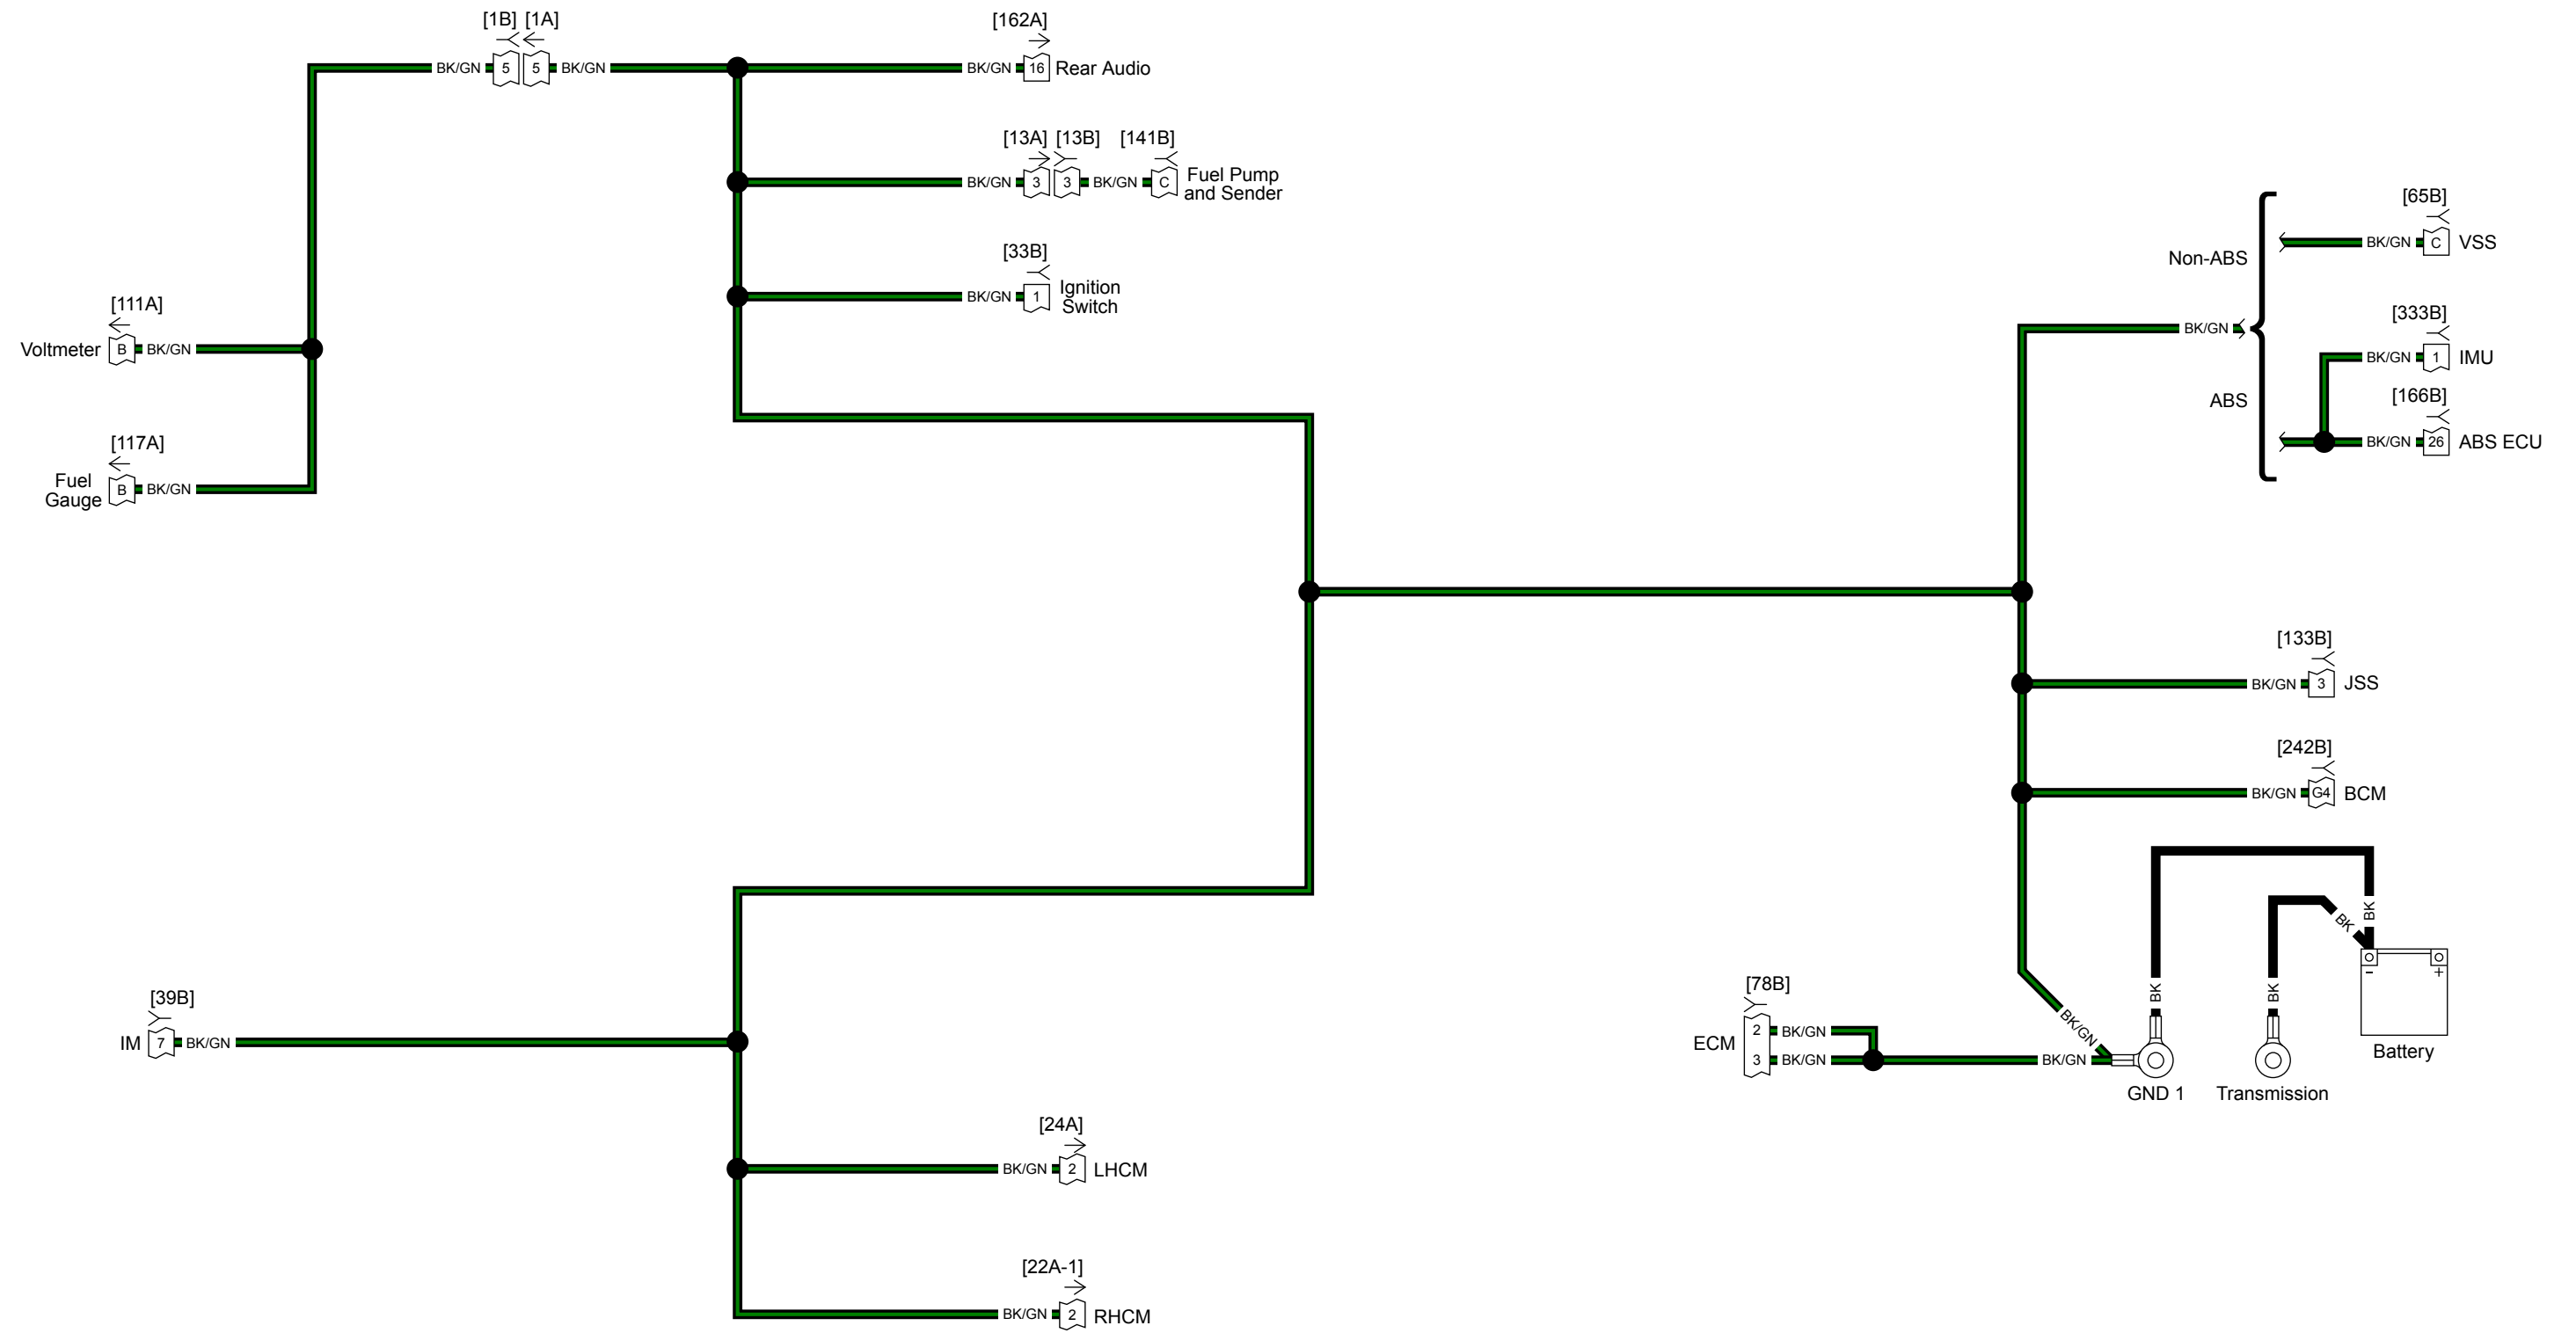 [1B] [1A]
BK/GN 5 5 BK/GN
[162A]
BK/GN 16 Rear Audio
[13A] [13B] [141B]
BK/GN 3 3 BK/GN C Fuel Pump
and Sender
[33B]
BK/GN 1 Ignition
Switch
[111A]
Voltmeter B BK/GN
[117A]
Fuel
Gauge B BK/GN
[65B]
BK/GN C VSS
Non-ABS
BK/GN
[333B]
BK/GN 1 IMU
ABS
[166B]
BK/GN 26 ABS ECU
[133B]
BK/GN 3 JSS
[242B]
BK/GN G4 BCM
[39B]
IM 7 BK/GN
[24A]
BK/GN 2 LHCM
[22A-1]
BK/GN 2 RHCM
[78B]
ECM
2 BK/GN
3 BK/GN
BK/GN
BK/GN
BK
BK
BK
BK
- +
Battery
GND 1
Transmission